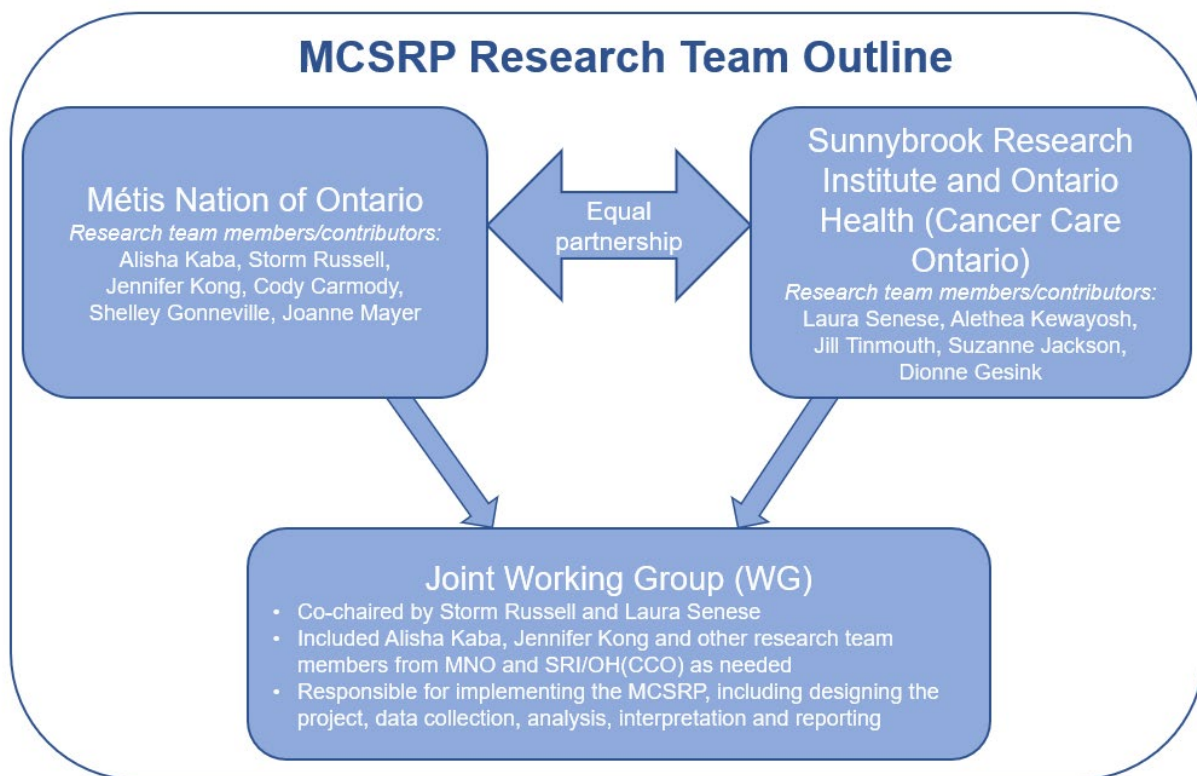 MCSRP Research Team Outline
Métis Nation of Ontario
Research team members/contributors:
Alisha Kaba, Storm Russell,
Jennifer Kong, Cody Carmody,
Shelley Gonneville, Joanne Mayer
Equal
partnership
Sunnybrook Research
Institute and Ontario
Health (Cancer Care
Ontario)
Research team members/contributors:
Laura Senese, Alethea Kewayosh,
Jill Tinmouth, Suzanne Jackson,
Dionne Gesink
Joint Working Group (WG)
• Co-chaired by Storm Russell and Laura Senese
• Included Alisha Kaba, Jennifer Kong and other research team
members from MNO and SRI/OH(CCO) as needed
• Responsible for implementing the MCSRP, including designing the
project, data collection, analysis, interpretation and reporting